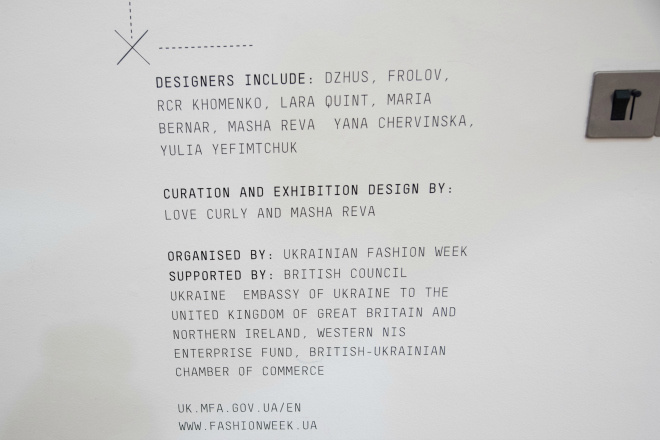 DESIGNERS INCLUDE: DZHUS, FROLOV,
RCR KHOMENKO, LARA QUINT, MARIA
BERNAR, MASHA REVA YANA CHERVINSKA,
YULIA YEFIMTCHUK
CURATION AND EXHIBITION DESIGN BY:
LOVE CURLY AND MASHA REVA
ORGANISED BY: UKRAINIAN FASHION WEEK
SUPPORTED BY: BRITISH COUNCIL
UKRAINE EMBASSY OF UKRAINE TO THE
UNITED KINGDOM OF GREAT BRITAIN AND
NORTHERN IRELAND, WESTERN NIS
ENTERPRISE FUND, BRITISH-UKRAINIAN
CHAMBER OF COMMERCE
UK.MFA.GOV.UA/EN
WWW.FASHIONWEEK.UA